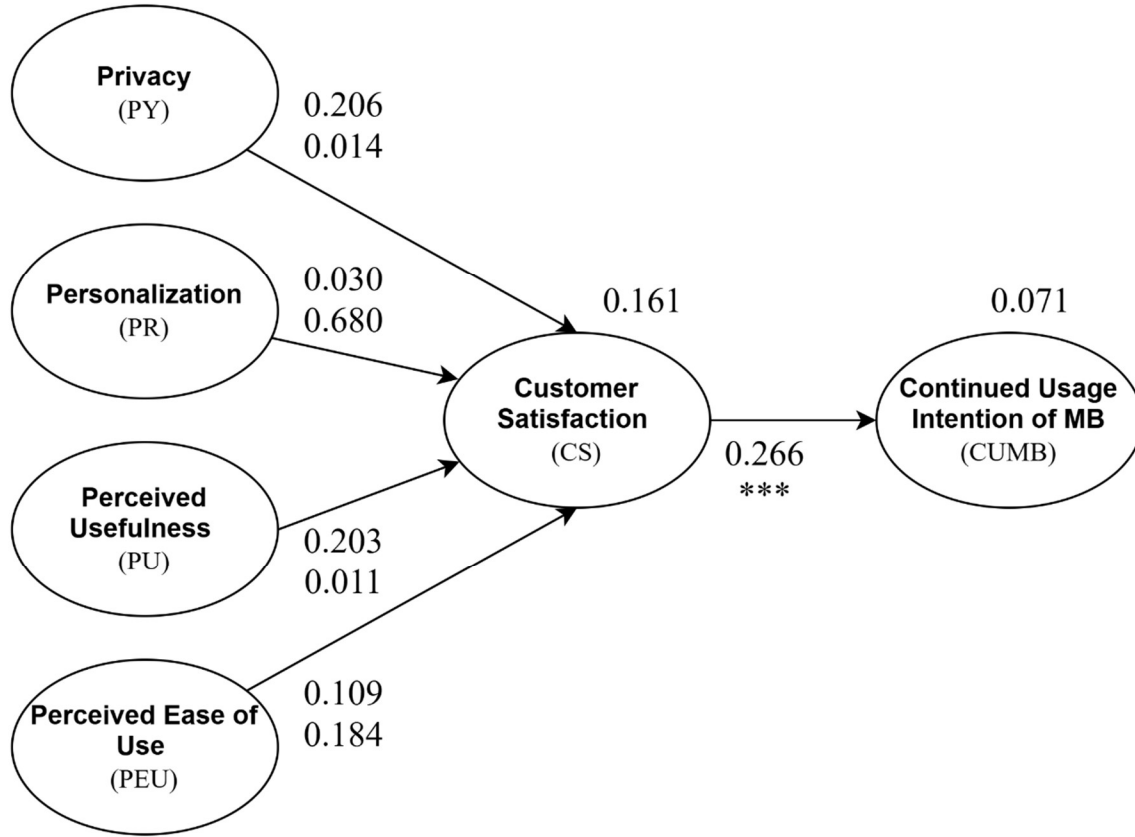 Privacy
(PY)
0.206
0.014
Personalization
(PR)
0.030
0.680
0.161
0.071
Customer
Satisfaction
(CS)
Continued Usage
Intention of MB
(CUMB)
0.266
***
Perceived
Usefulness
(PU)
0.203
0.011
Perceived Ease of
Use
(PEU)
0.109
0.184